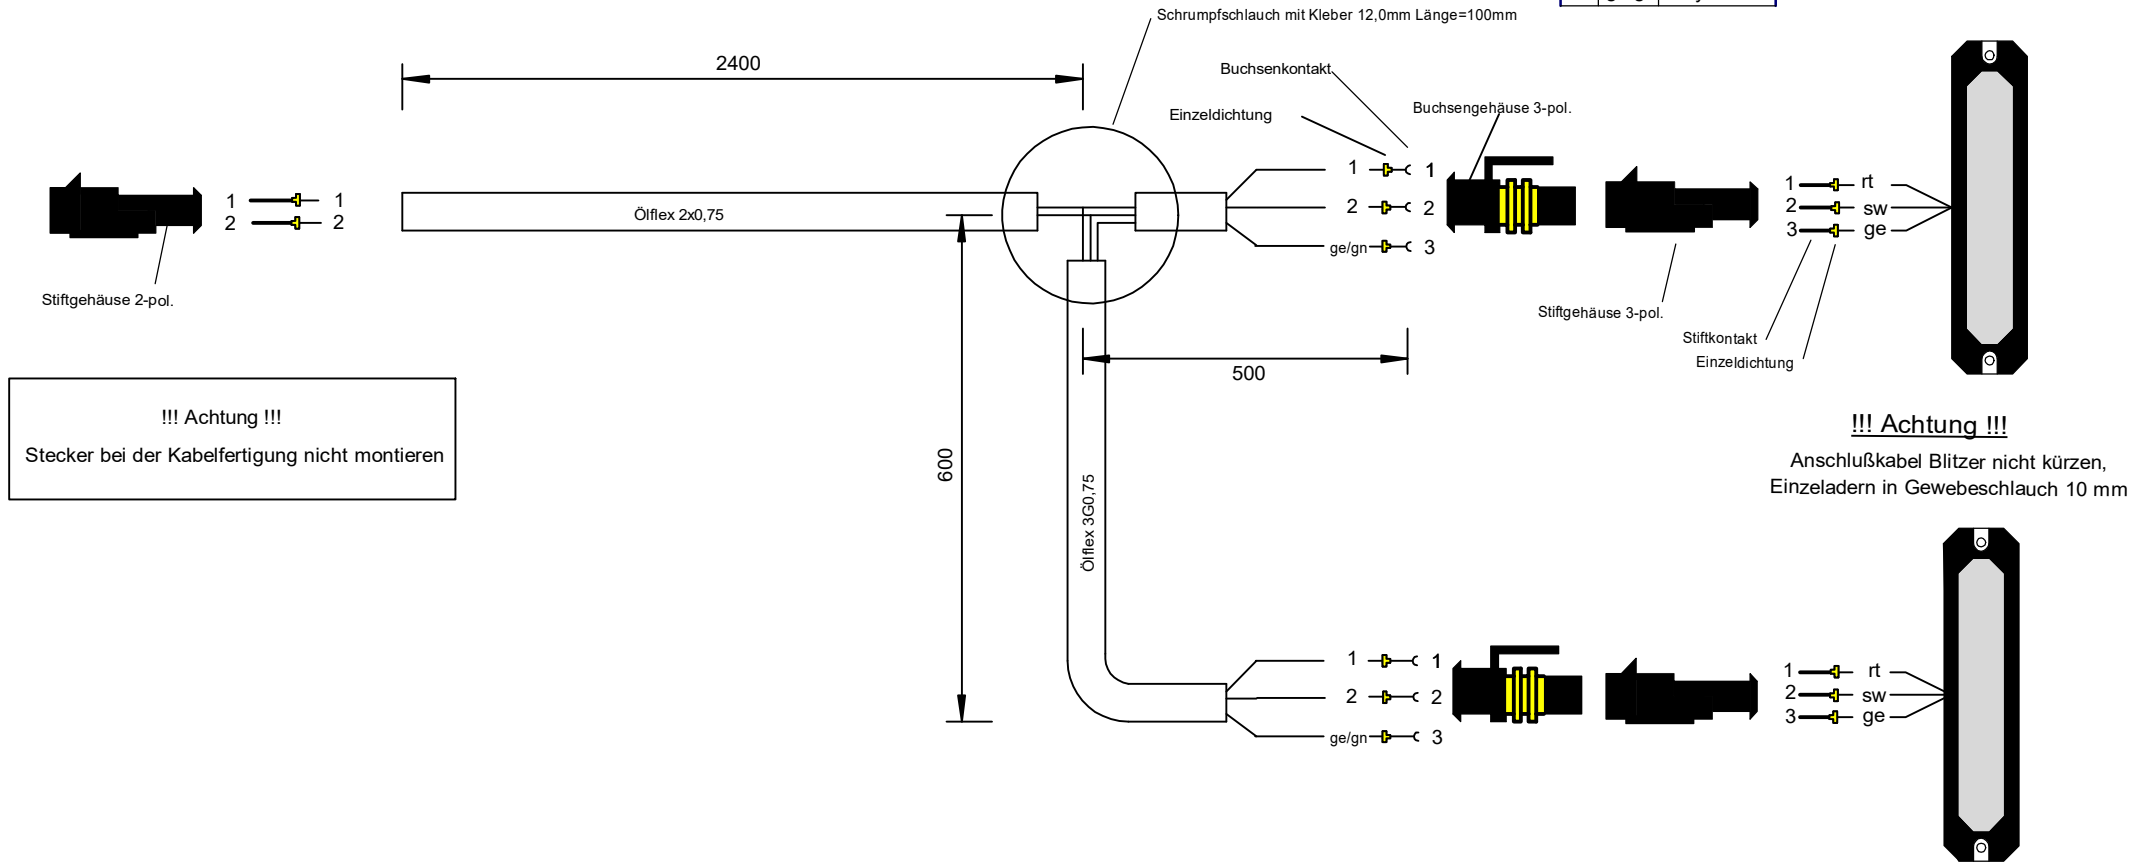 Schrumpfschlauch mit Kleber 12,0mm Länge=100mm
2400
Buchsenkontakt
Einzeldichtung
Buchsengehäuse 3-pol.
1 1
2 2
Ölflex 2x0,75
1 1
2 2
ge/gn 3
1 rt
2 sw
3 ge
Stiftgehäuse 2-pol.
Stiftgehäuse 3-pol.
Stiftkontakt
Einzeldichtung
500
!!! Achtung !!!
Stecker bei der Kabelfertigung nicht montieren
!!! Achtung !!!
Anschlußkabel Blitzer nicht kürzen,
Einzeladern in Gewebeschlauch 10 mm
600
Ölflex 3G0,75
1 1
2 2
ge/gn 3
1 rt
2 sw
3 ge